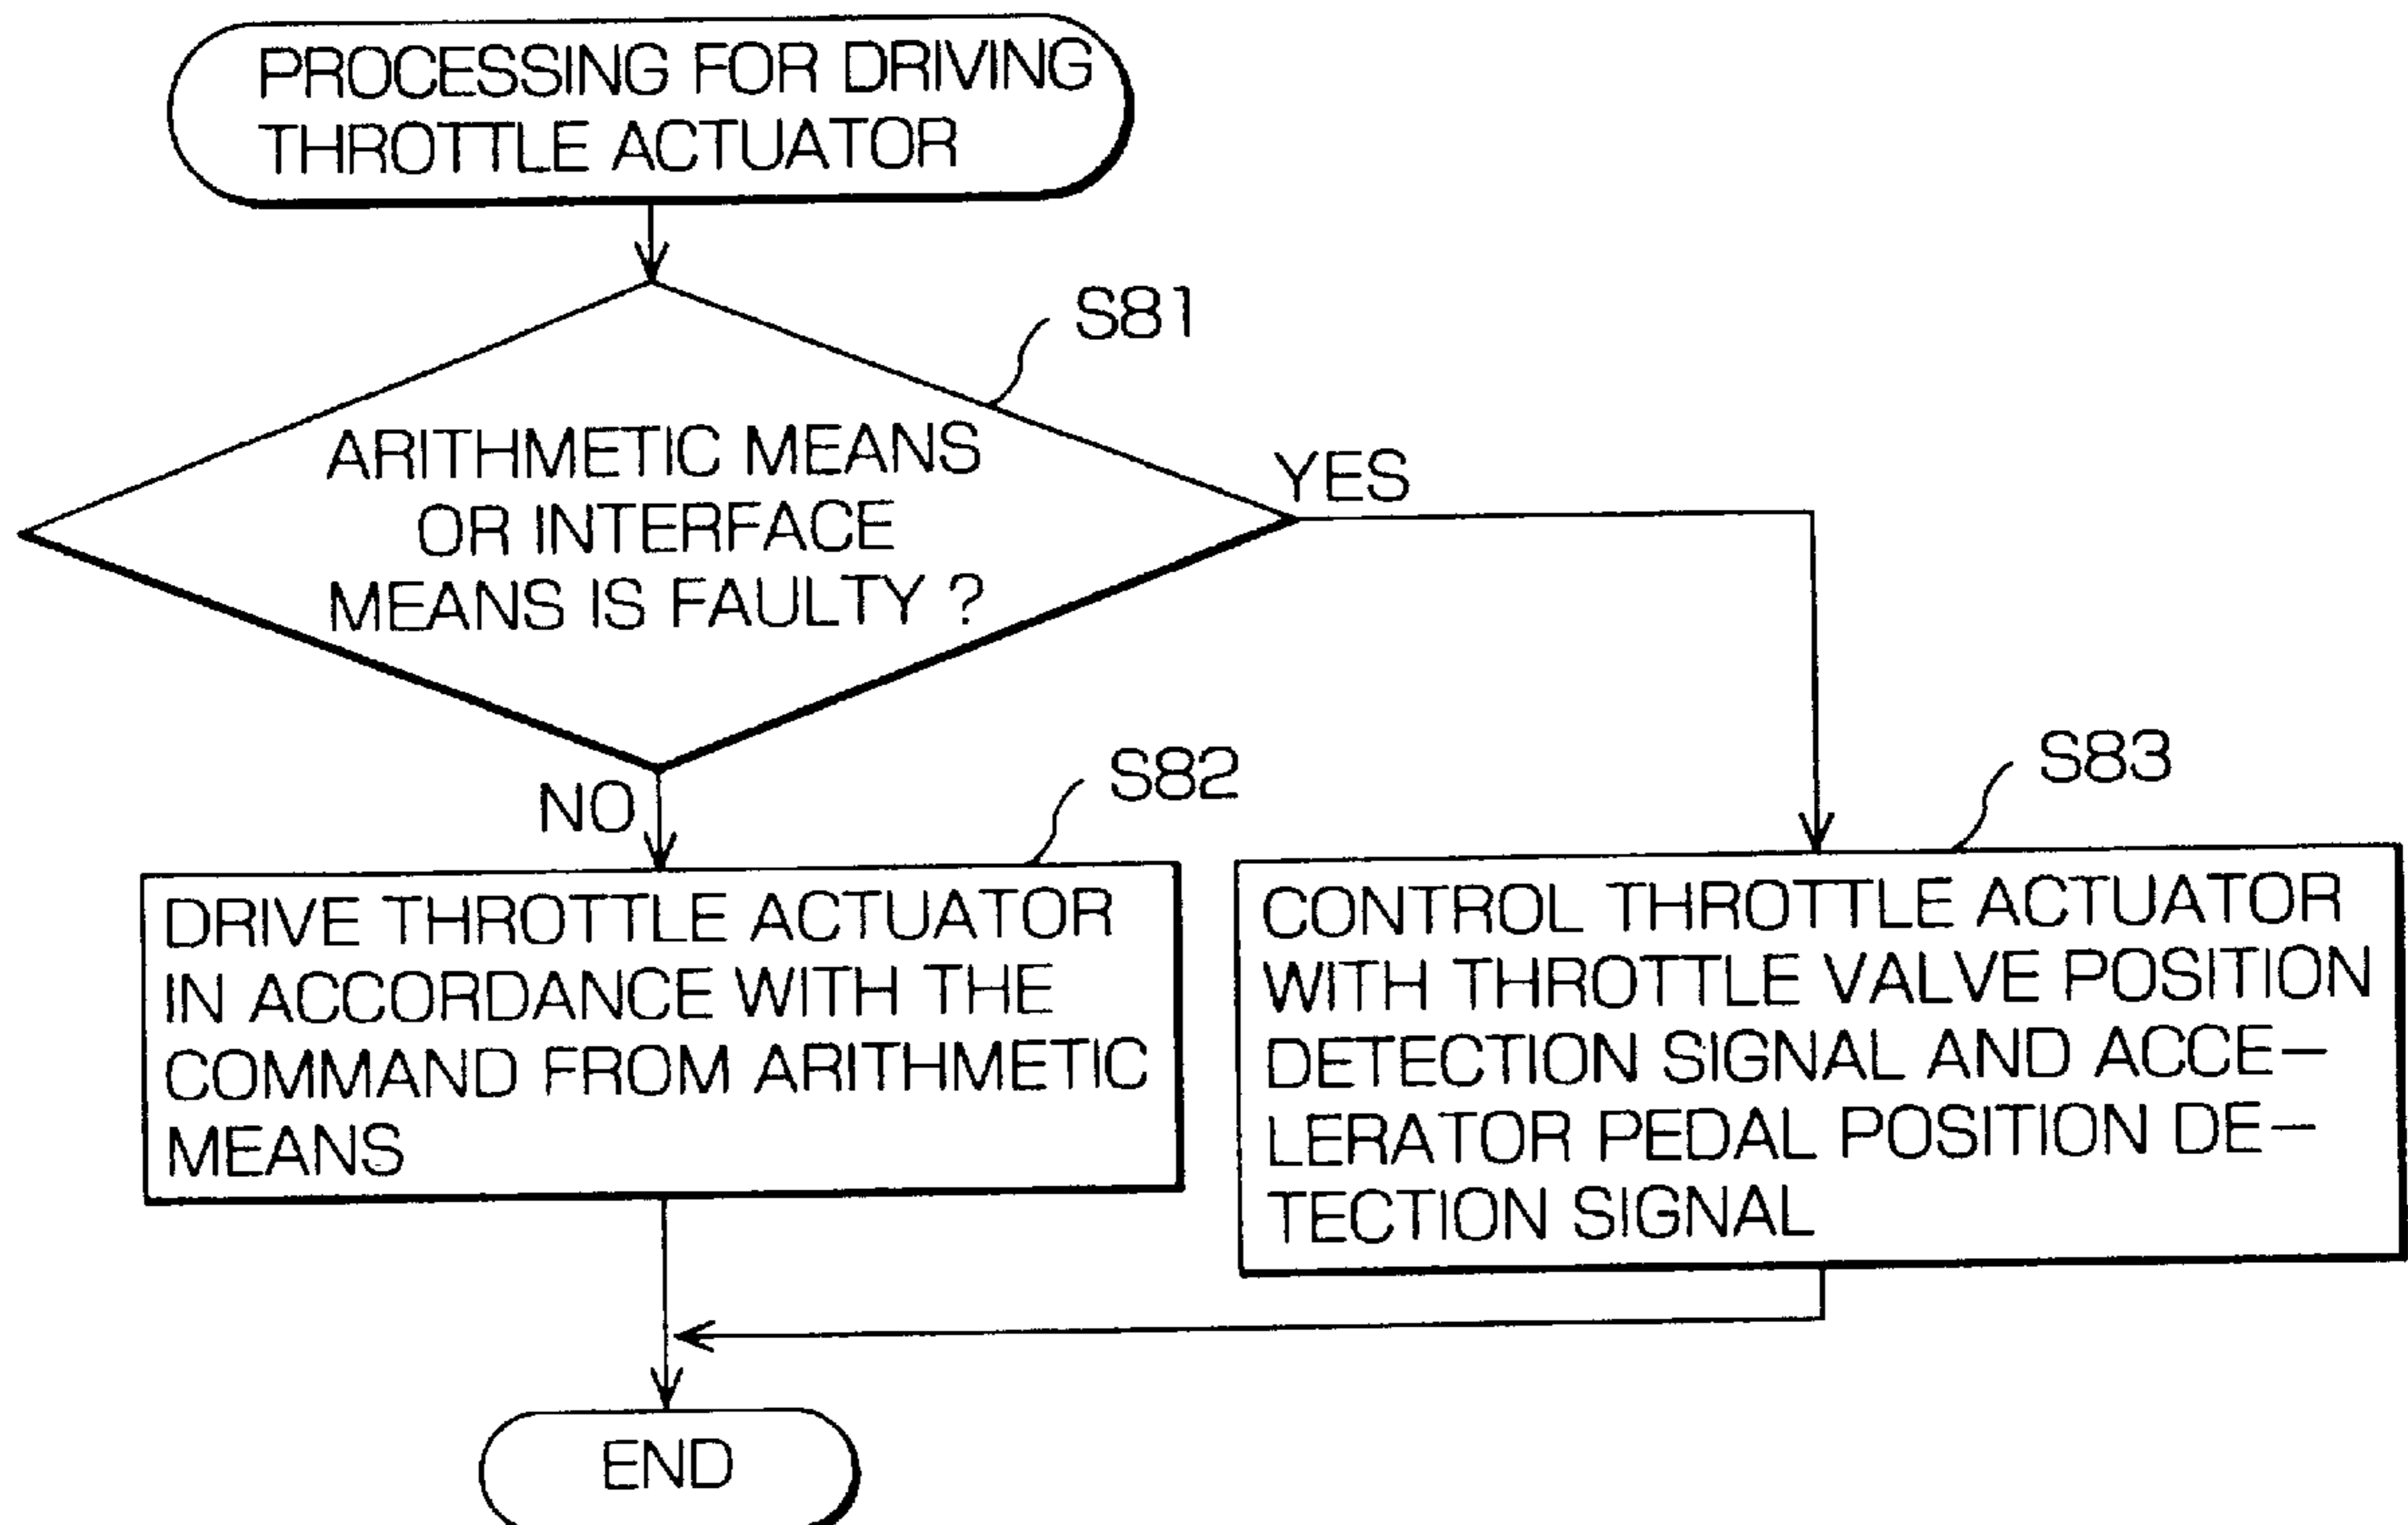 PROCESSING FOR DRIVING
THROTTLE ACTUATOR
S81
ARITHMETIC MEANS
OR INTERFACE
MEANS IS FAULTY ?
YES
NO
S82
DRIVE THROTTLE ACTUATOR
IN ACCORDANCE WITH THE
COMMAND FROM ARITHMETIC
MEANS
S83
CONTROL THROTTLE ACTUATOR
WITH THROTTLE VALVE POSITION
DETECTION SIGNAL AND ACCE-
LERATOR PEDAL POSITION DE-
TECTION SIGNAL
END